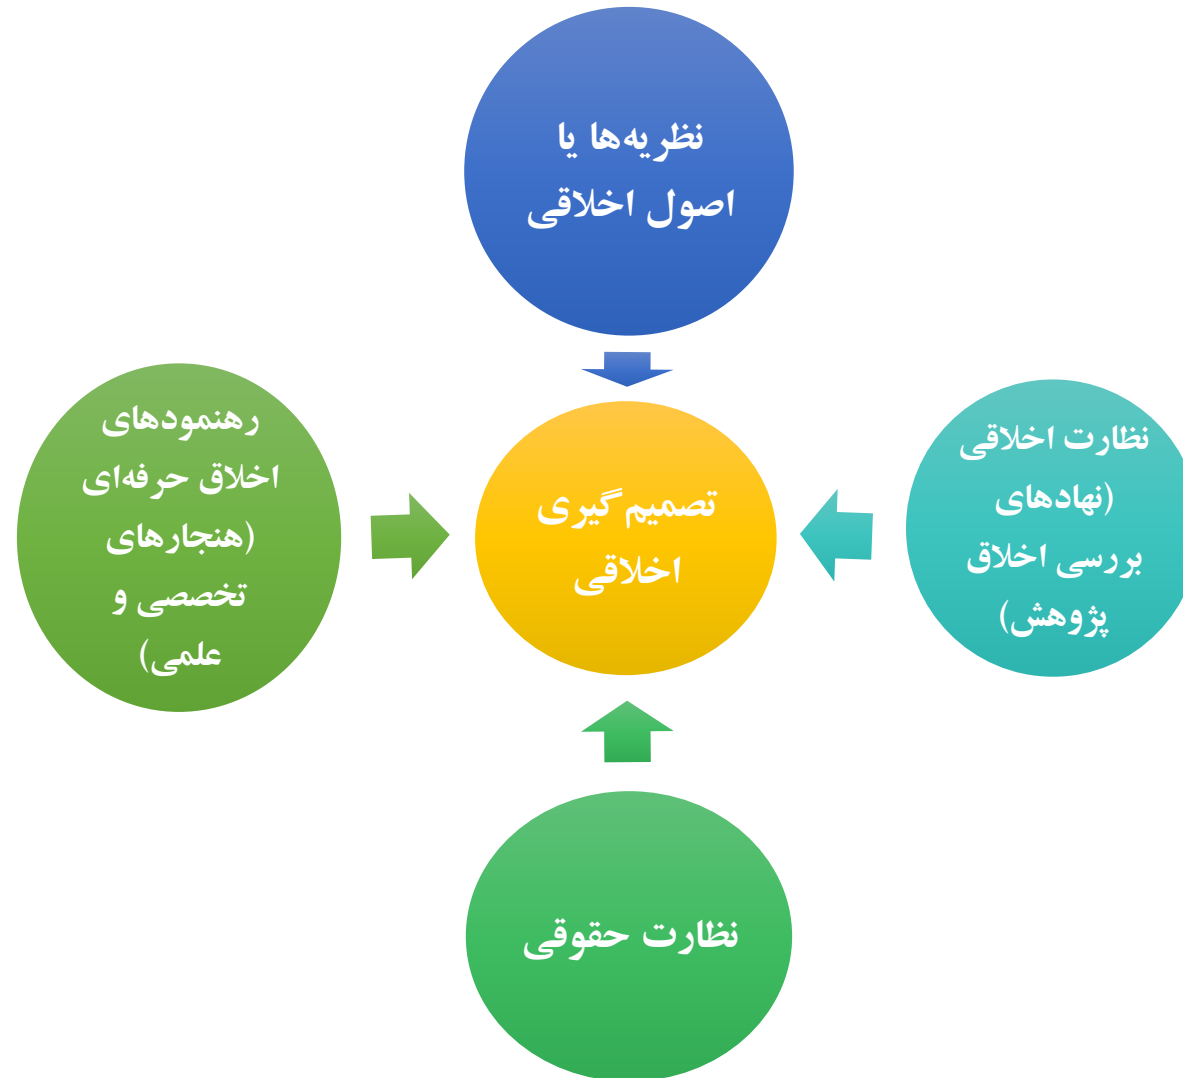 نظریه‌ها یا
اصول اخلاقی
رهنمودهای
اخلاق حرفه‌ای
(هنجارهای
تخصصی و
علمی)
تصمیم‌گیری
اخلاقی
نظارت اخلاقی
(نهادهای
بررسی اخلاق
پژوهش)
نظارت حقوقی